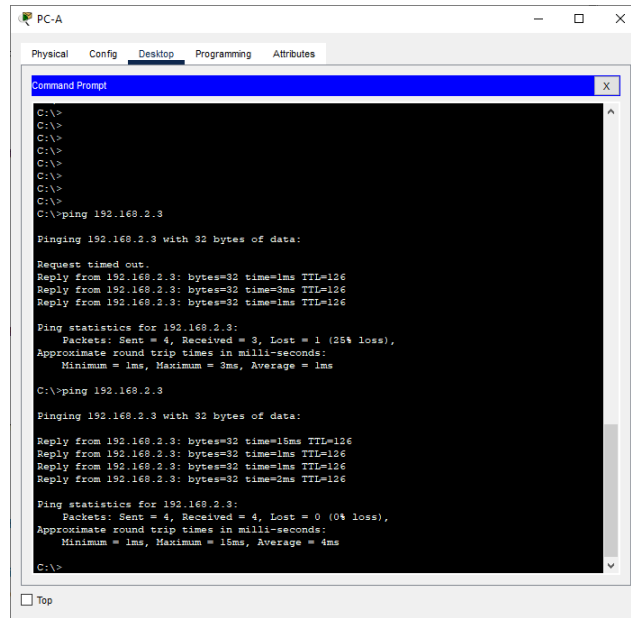 PC-A
Physical Config Desktop Programming Attributes
Command Prompt
X
C:\>
C:\>
C:\>
C:\>
C:\>
C:\>
C:\>
C:\>
C:\>ping 192.168.2.3
Pinging 192.168.2.3 with 32 bytes of data:
Request timed out.
Reply from 192.168.2.3: bytes=32 time=1ms TTL=126
Reply from 192.168.2.3: bytes=32 time=3ms TTL=126
Reply from 192.168.2.3: bytes=32 time=1ms TTL=126
Ping statistics for 192.168.2.3:
Packets: Sent = 4, Received = 3, Lost = 1 (25% loss),
Approximate round trip times in milli-seconds:
Minimum = 1ms, Maximum = 3ms, Average = 1ms
C:\>ping 192.168.2.3
Pinging 192.168.2.3 with 32 bytes of data:
Reply from 192.168.2.3: bytes=32 time=15ms TTL=126
Reply from 192.168.2.3: bytes=32 time=1ms TTL=126
Reply from 192.168.2.3: bytes=32 time=1ms TTL=126
Reply from 192.168.2.3: bytes=32 time=2ms TTL=126
Ping statistics for 192.168.2.3:
Packets: Sent = 4, Received = 4, Lost = 0 (0% loss),
Approximate round trip times in milli-seconds:
Minimum = 1ms, Maximum = 15ms, Average = 4ms
C:\>
Top